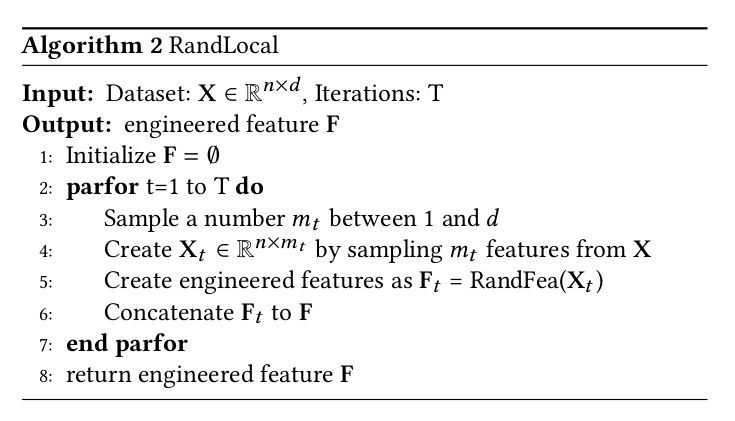 Algorithm 2 RandLocal
Input: Dataset: X ∈ ℝ^{n×d}, Iterations: T
Output: engineered feature F
1: Initialize F = ∅
2: parfor t=1 to T do
3: Sample a number m_t between 1 and d
4: Create X_t ∈ ℝ^{n×m_t} by sampling m_t features from X
5: Create engineered features as F_t = RandFea(X_t)
6: Concatenate F_t to F
7: end parfor
8: return engineered feature F